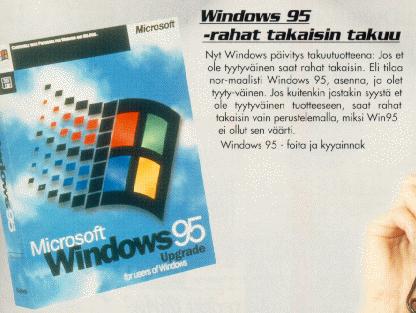 Windows 95
-rahat takaisin takuu
Nyt Windows päivitys takuutuotteena: Jos et
ole tyytyväinen saat rahat takaisin. Eli tilaa
nor-maalisti Windows 95, asenna, ja olet
tyyty-väinen. Jos kuitenkin jostakin syystä et
ole tyytyväinen tuotteeseen, saat rahat
takaisin vain perustelemalla, miksi Win95
ei ollut sen väärti.
Windows 95 - foita ja kyyainnak
Microsoft
Microsoft
Windows 95
Upgrade
for users of Windows